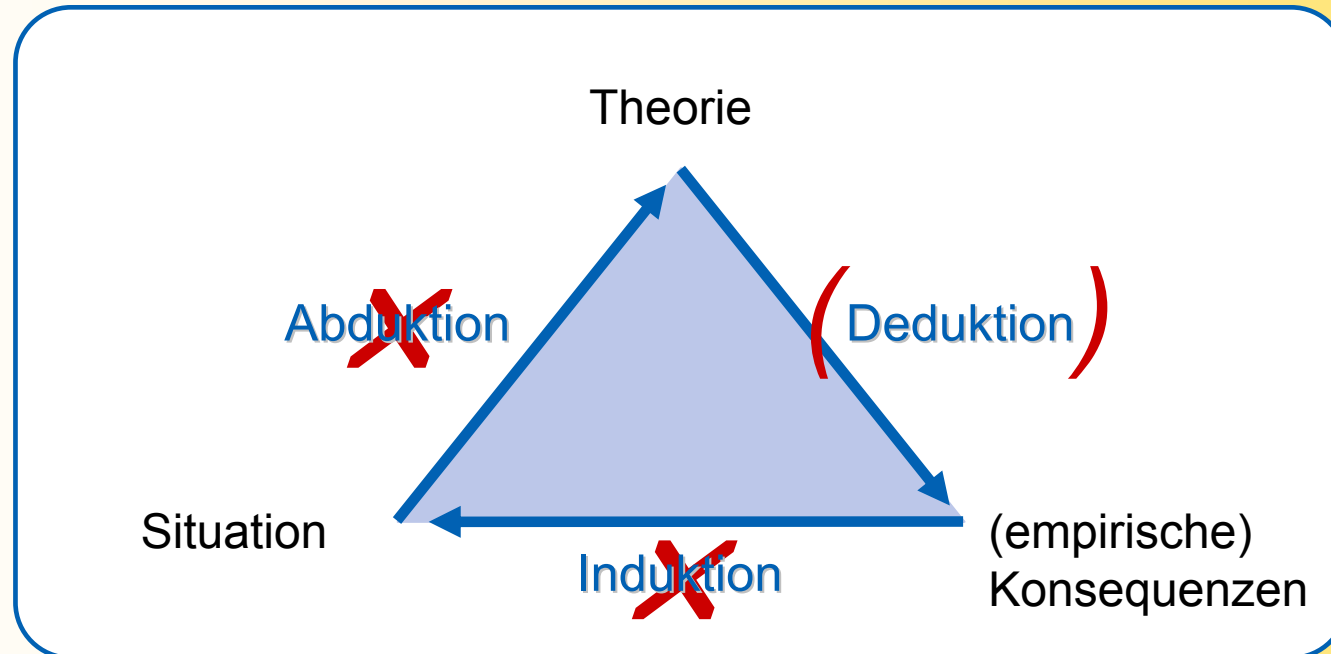 Theorie
Abduktion
( Deduktion )
Situation
(empirische)
Konsequenzen
Induktion